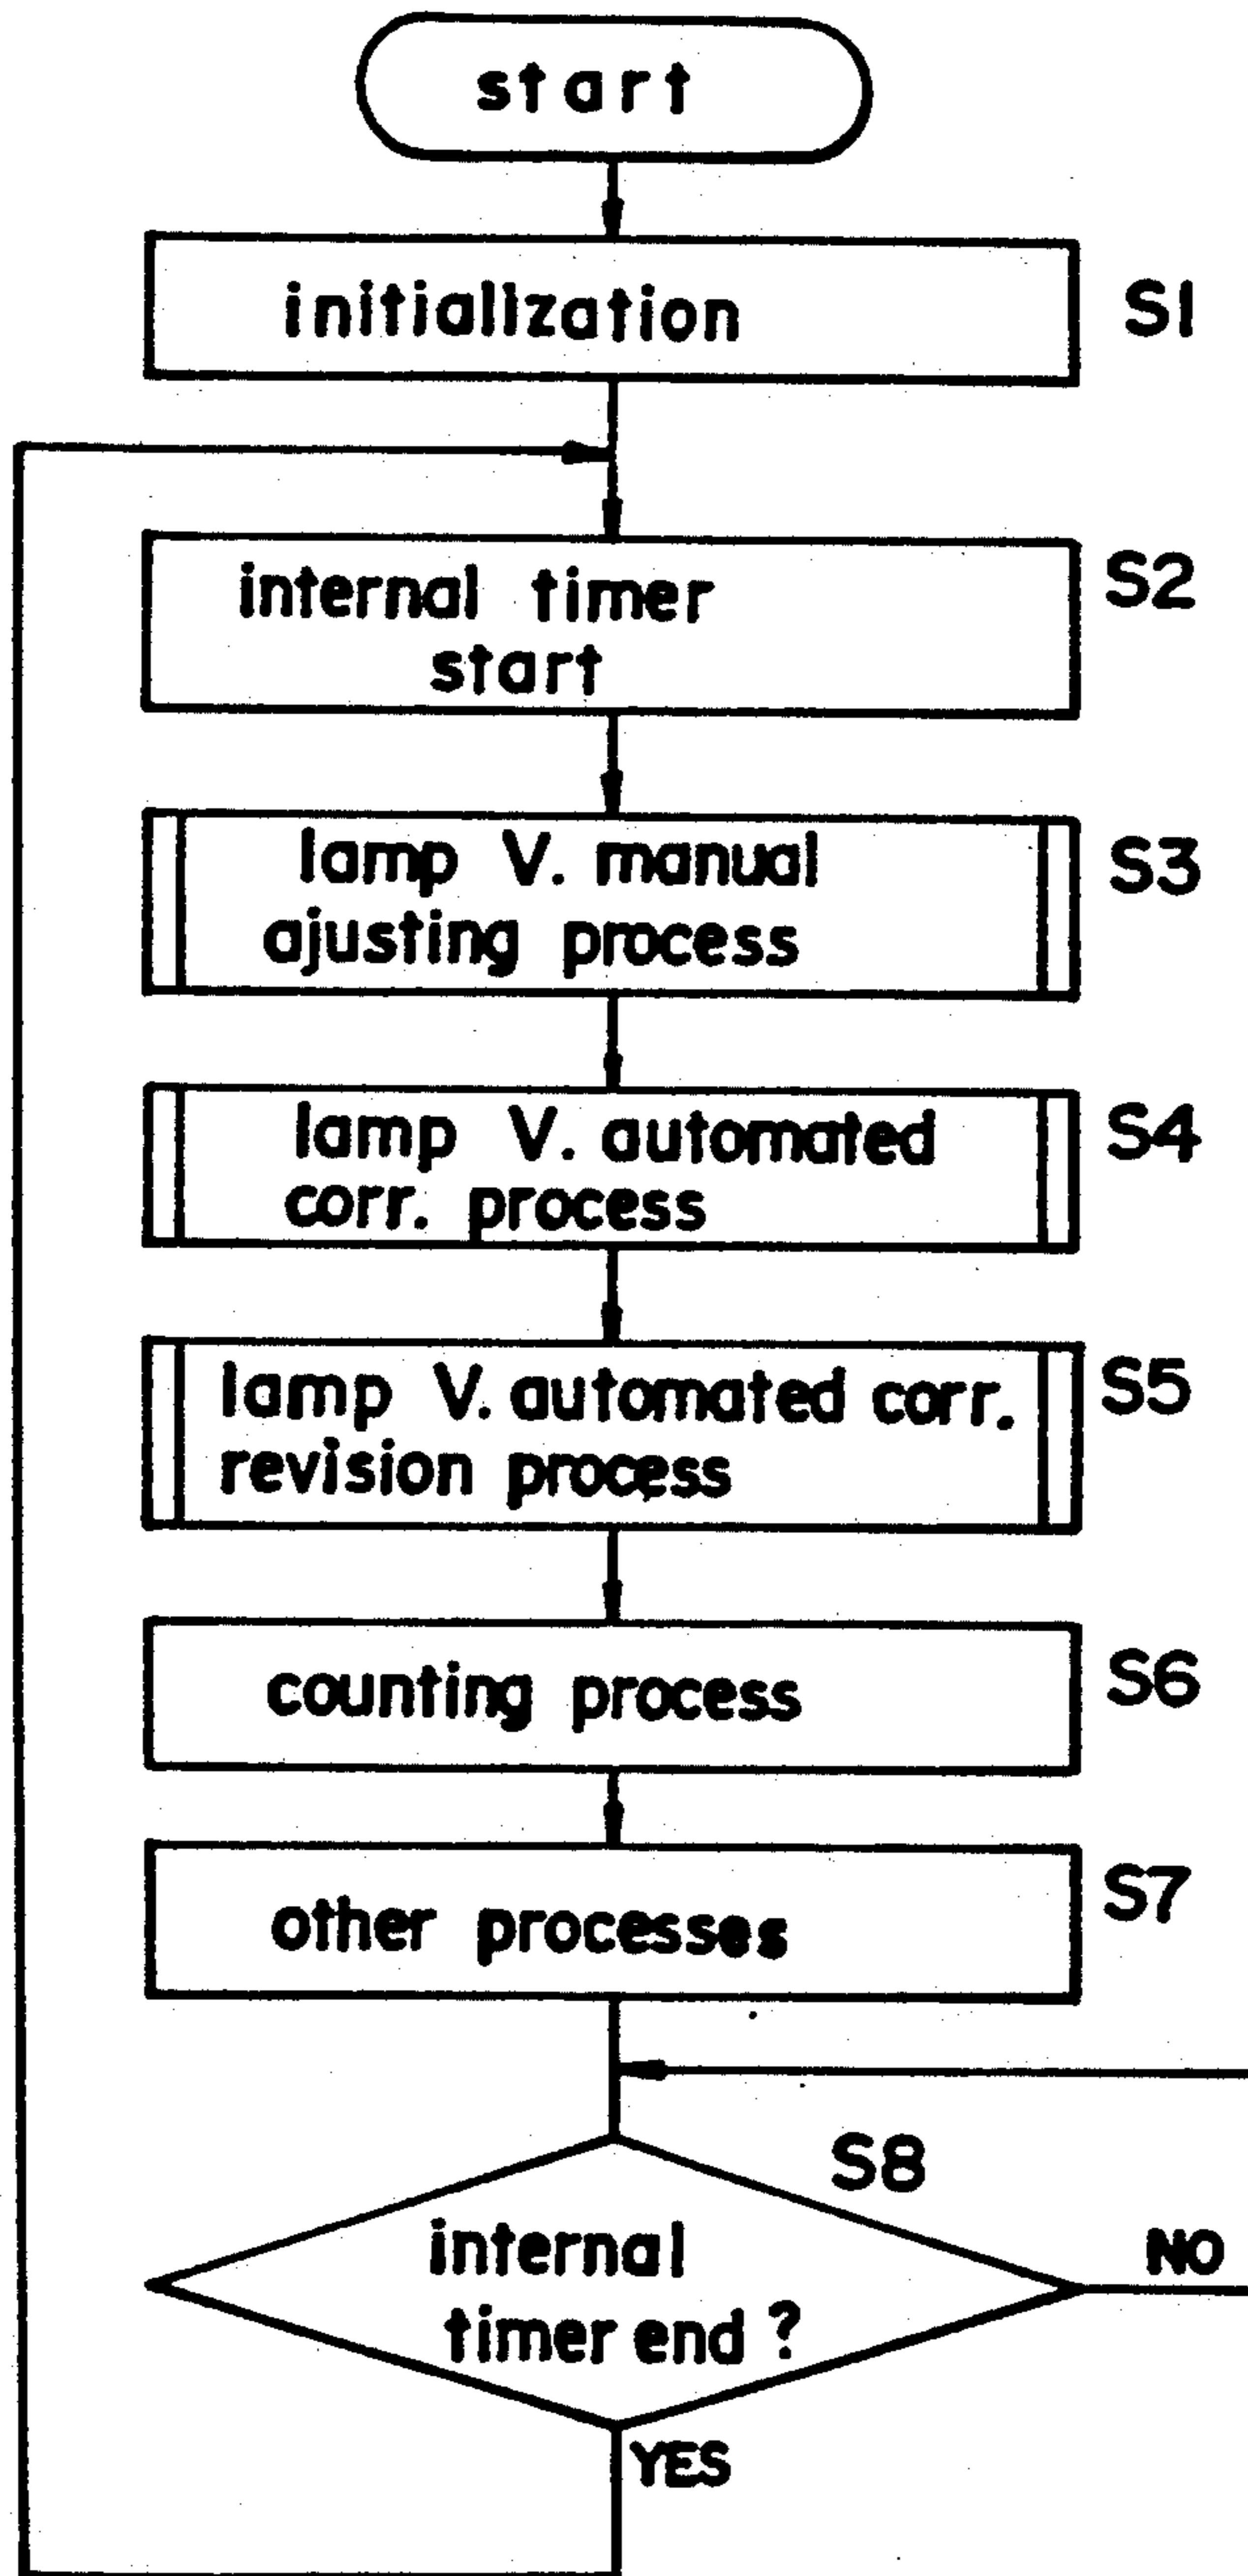 start
initialization
S1
internal timer
start
S2
lamp V. manual
ajusting process
S3
lamp V. automated
corr. process
S4
lamp V. automated corr.
revision process
S5
counting process
S6
other processes
S7
S8
internal
timer end ?
NO
YES